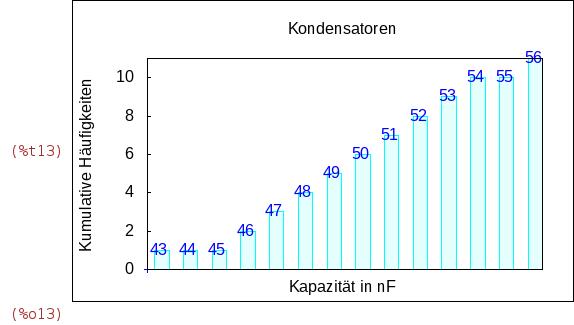 Kondensatoren
Kumulative Häufigkeiten
10
8
6
4
2
0
43 44 45 46 47 48 49 50 51 52 53 54 55 56
Kapazität in nF
(%t13)
(%o13)